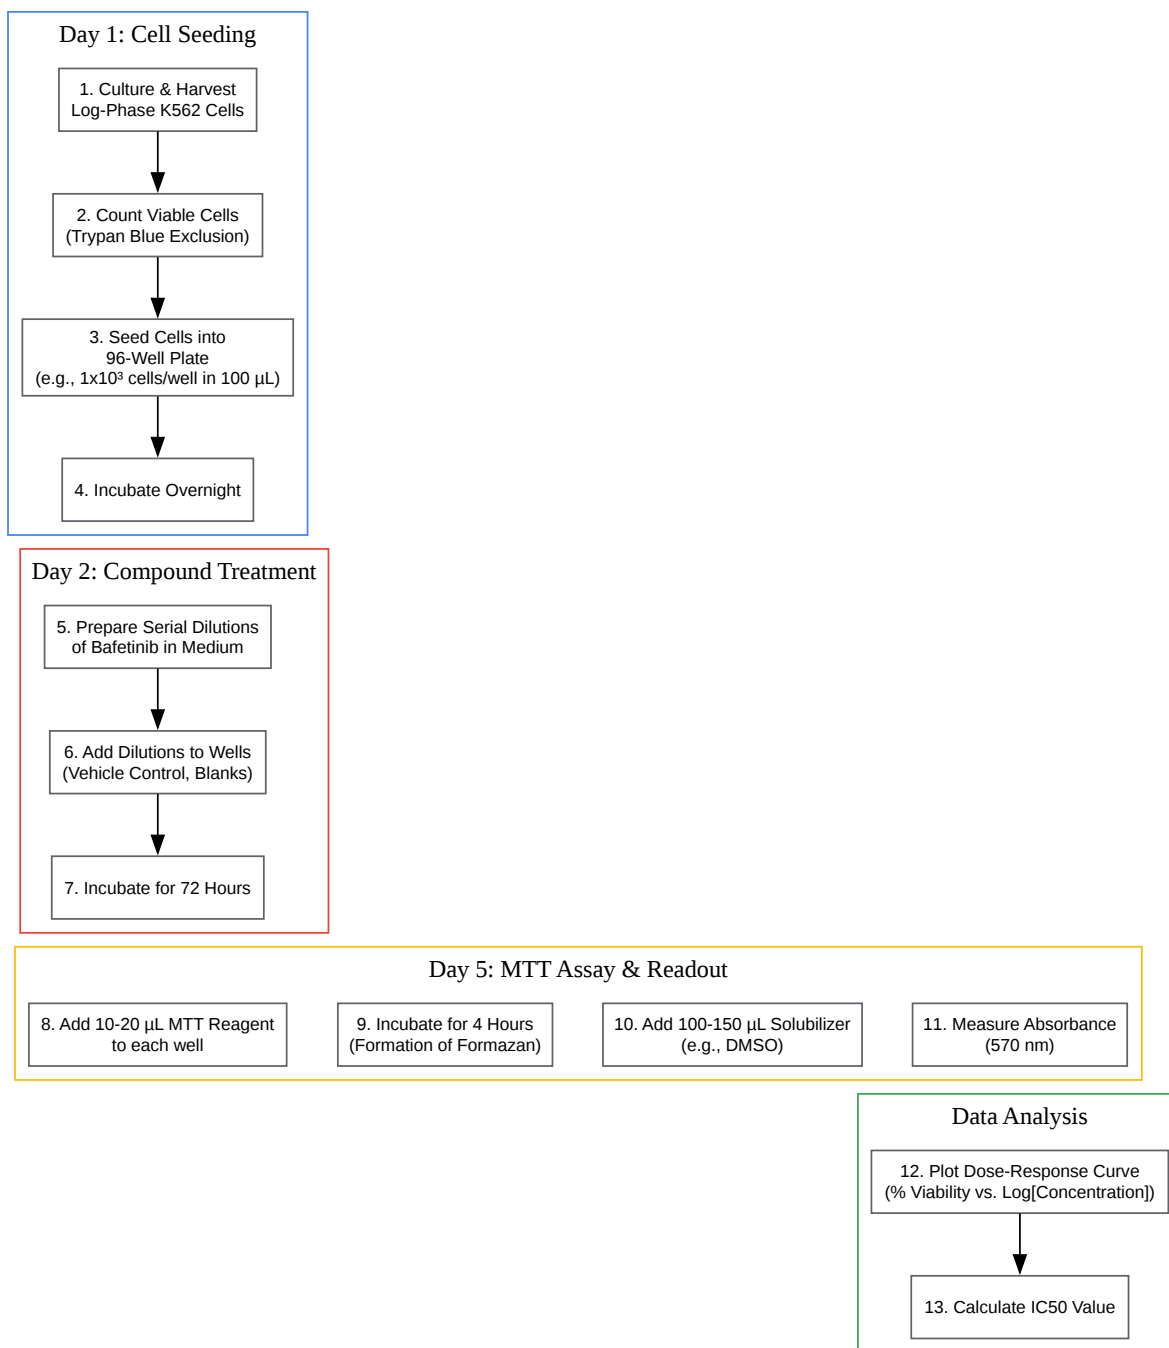 Day 1: Cell Seeding
1. Culture & Harvest
Log-Phase K562 Cells
2. Count Viable Cells
(Trypan Blue Exclusion)
3. Seed Cells into
96-Well Plate
(e.g., 1x10³ cells/well in 100 µL)
4. Incubate Overnight
Day 2: Compound Treatment
5. Prepare Serial Dilutions
of Bafetinib in Medium
6. Add Dilutions to Wells
(Vehicle Control, Blanks)
7. Incubate for 72 Hours
Day 5: MTT Assay & Readout
8. Add 10-20 µL MTT Reagent
to each well
9. Incubate for 4 Hours
(Formation of Formazan)
10. Add 100-150 µL Solubilizer
(e.g., DMSO)
11. Measure Absorbance
(570 nm)
Data Analysis
12. Plot Dose-Response Curve
(% Viability vs. Log[Concentration])
13. Calculate IC50 Value